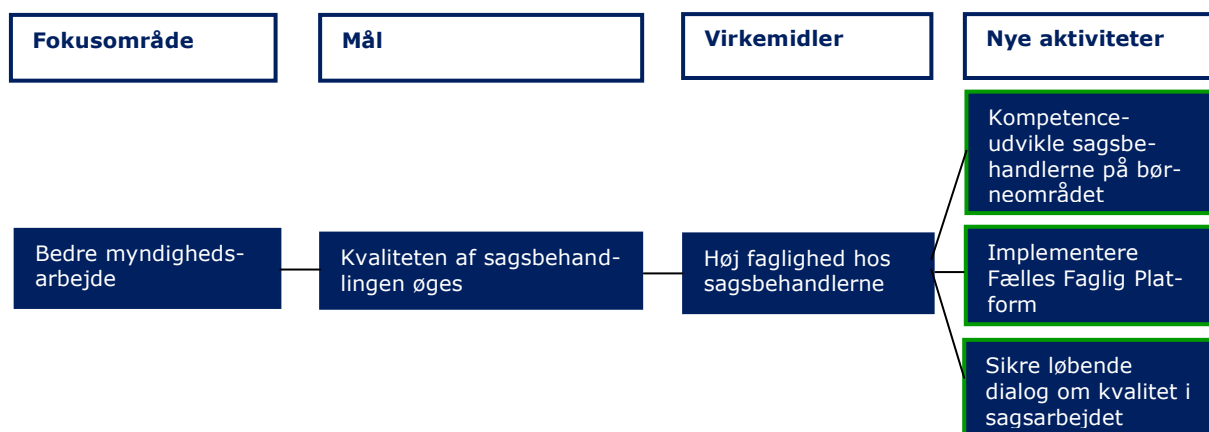 Fokusområde
Mål
Virkemidler
Nye aktiviteter
Bedre myndigheds-
arbejde
Kvaliteten af sagsbehand-
lingen øges
Høj faglighed hos
sagsbehandlerne
Kompetence-
udvikle sagsbe-
handlerne på bør-
neområdet
Implementere
Fælles Faglig Plat-
form
Sikre løbende
dialog om kvalitet i
sagsarbejdet